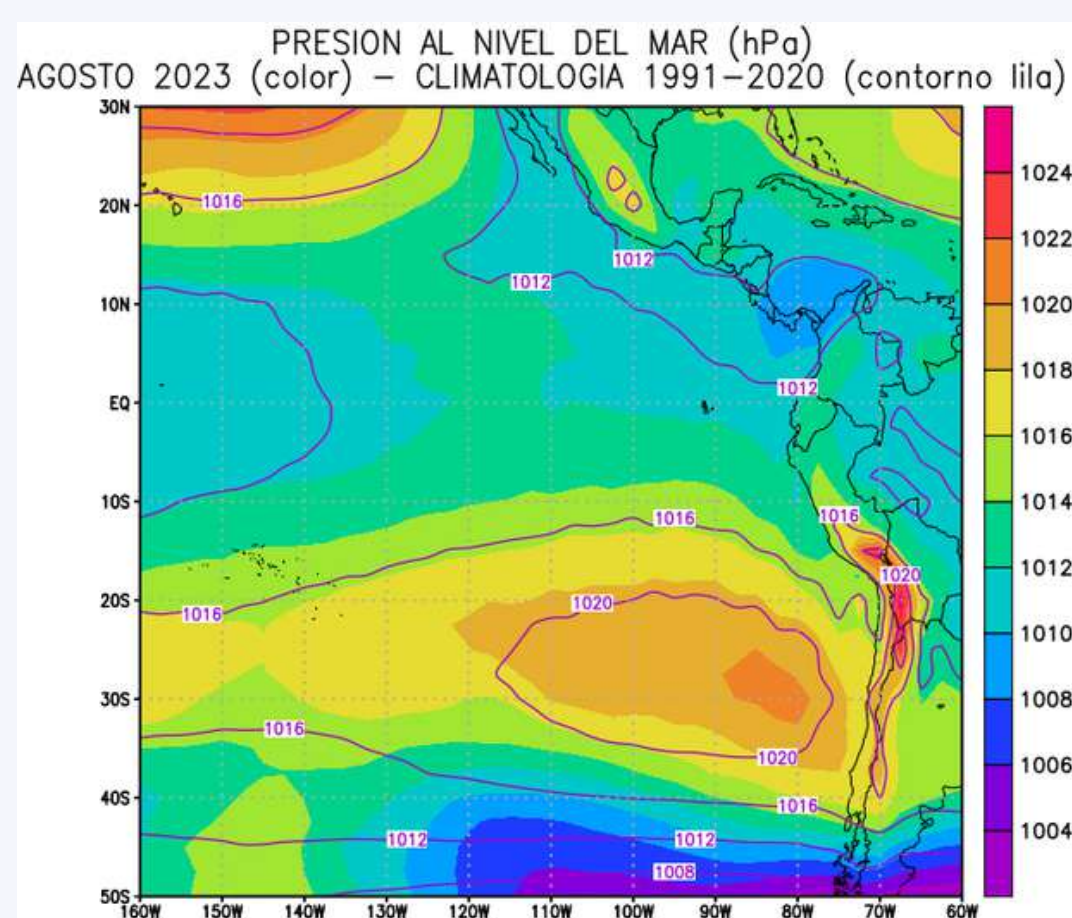 PRESION AL NIVEL DEL MAR (hPa)
AGOSTO 2023 (color) – CLIMATOLOGIA 1991–2020 (contorno lila)
30N
20N
10N
EQ
10S
20S
30S
40S
50S
160W 150W 140W 130W 120W 110W 100W 90W 80W 70W 60W
1016
1012
1012
1012
1016
1016
1020
1016
1020
1016
1020
1016
1012
1012
1008
1024
1022
1020
1018
1016
1014
1012
1010
1008
1006
1004